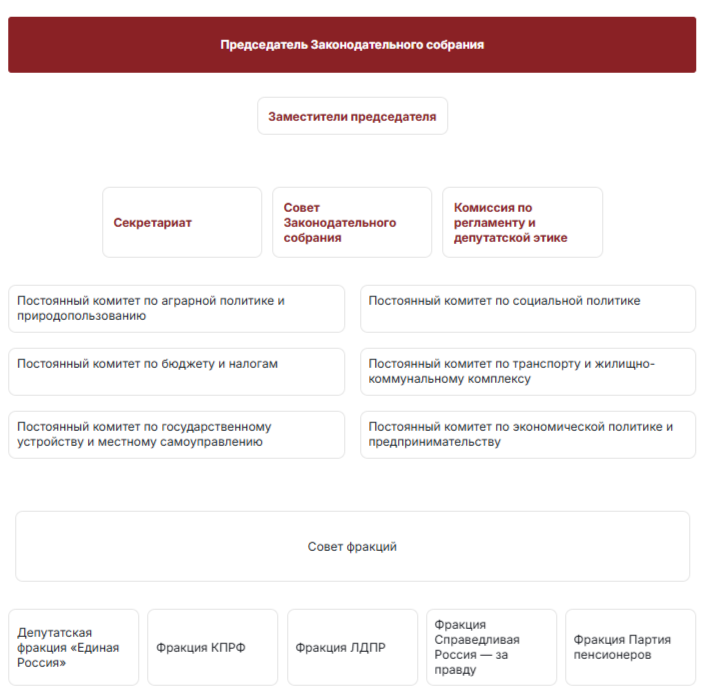 Председатель Законодательного собрания
Заместители председателя
Секретариат
Совет
Законодательного
собрания
Комиссия по
регламенту и
депутатской этике
Постоянный комитет по аграрной политике и
природопользованию
Постоянный комитет по социальной политике
Постоянный комитет по бюджету и налогам
Постоянный комитет по транспорту и жилищно-
коммунальному комплексу
Постоянный комитет по государственному
устройству и местному самоуправлению
Постоянный комитет по экономической политике и
предпринимательству
Совет фракций
Депутатская
фракция «Единая
Россия»
Фракция КПРФ
Фракция ЛДПР
Фракция
Справедливая
Россия — за
правду
Фракция Партия
пенсионеров